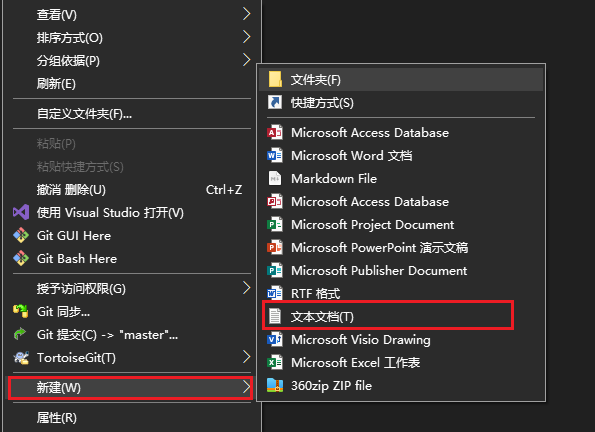 查看(V)
排序方式(O)
分组依据(P)
刷新(E)
自定义文件夹(F)...
粘贴(P)
粘贴快捷方式(S)
撤消 删除(U) Ctrl+Z
使用 Visual Studio 打开(V)
Git GUI Here
Git Bash Here
授予访问权限(G)
Git 同步...
Git 提交(C) -> "master"...
TortoiseGit(T)
新建(W)
属性(R)
文件夹(F)
快捷方式(S)
Microsoft Access Database
Microsoft Word 文档
Markdown File
Microsoft Access Database
Microsoft Project Document
Microsoft PowerPoint 演示文稿
Microsoft Publisher Document
RTF 格式
文本文档(T)
Microsoft Visio Drawing
Microsoft Excel 工作表
360zip ZIP file